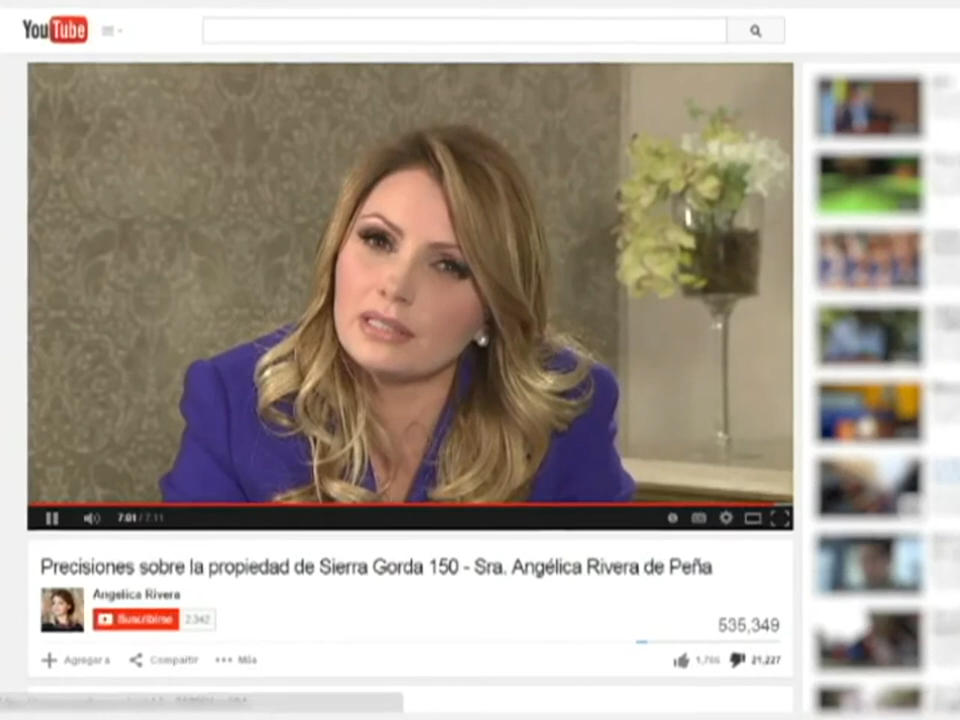 YouTube
7:01 / 7:11
Precisiones sobre la propiedad de Sierra Gorda 150 - Sra. Angélica Rivera de Peña
Angelica Rivera
Suscribirse 2,342
535,349
Agregar a Compartir Más
1,766 21,227